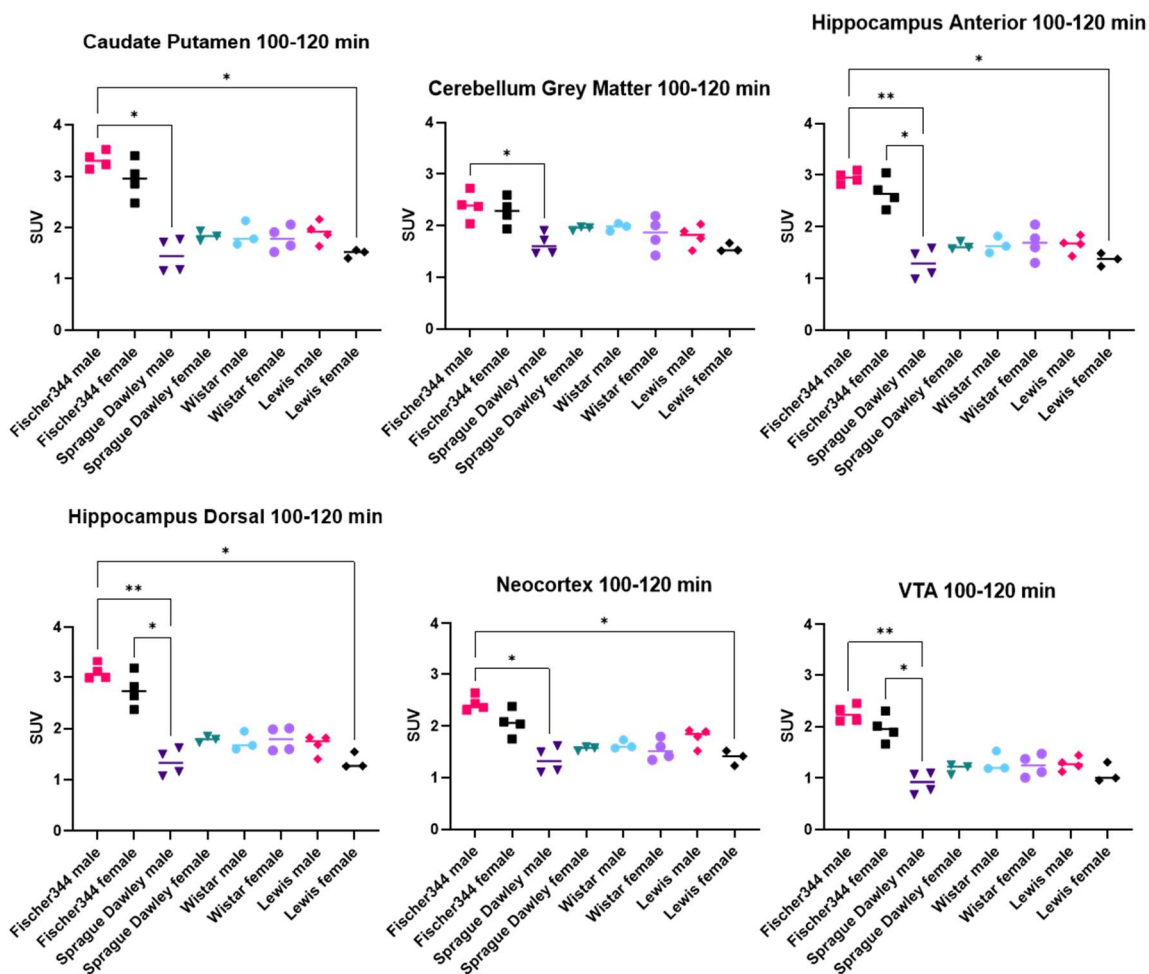 Caudate Putamen 100-120 min
*
*
SUV
4
3
2
1
0
Fischer344 male
Fischer344 female
Sprague Dawley male
Sprague Dawley female
Wistar male
Wistar female
Lewis male
Lewis female
Cerebellum Grey Matter 100-120 min
*
SUV
4
3
2
1
0
Fischer344 male
Fischer344 female
Sprague Dawley male
Sprague Dawley female
Wistar male
Wistar female
Lewis male
Lewis female
Hippocampus Anterior 100-120 min
*
**
*
SUV
4
3
2
1
0
Fischer344 male
Fischer344 female
Sprague Dawley male
Sprague Dawley female
Wistar male
Wistar female
Lewis male
Lewis female
Hippocampus Dorsal 100-120 min
*
**
*
SUV
4
3
2
1
0
Fischer344 male
Fischer344 female
Sprague Dawley male
Sprague Dawley female
Wistar male
Wistar female
Lewis male
Lewis female
Neocortex 100-120 min
*
*
SUV
4
3
2
1
0
Fischer344 male
Fischer344 female
Sprague Dawley male
Sprague Dawley female
Wistar male
Wistar female
Lewis male
Lewis female
VTA 100-120 min
**
*
SUV
4
3
2
1
0
Fischer344 male
Fischer344 female
Sprague Dawley male
Sprague Dawley female
Wistar male
Wistar female
Lewis male
Lewis female